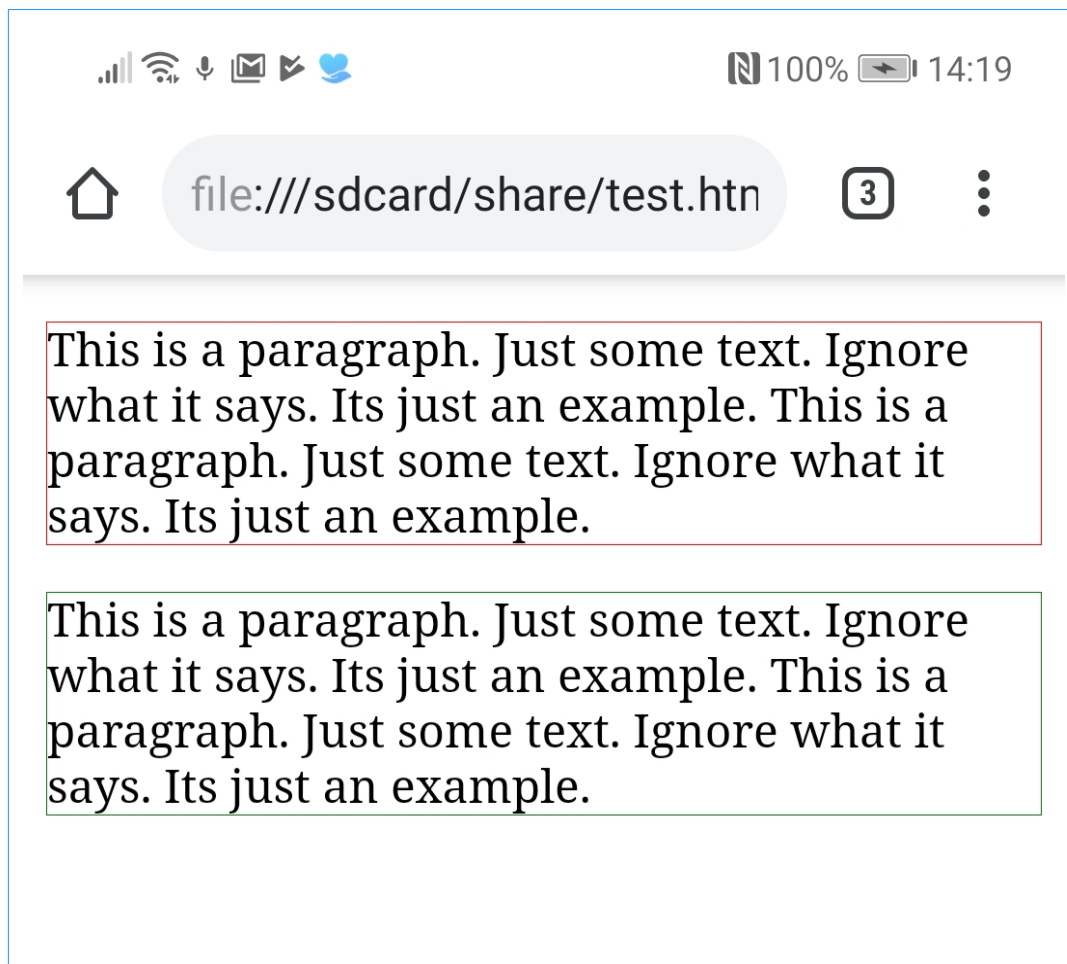 100% 14:19
file:///sdcard/share/test.htm
3
This is a paragraph. Just some text. Ignore
what it says. Its just an example. This is a
paragraph. Just some text. Ignore what it
says. Its just an example.
This is a paragraph. Just some text. Ignore
what it says. Its just an example. This is a
paragraph. Just some text. Ignore what it
says. Its just an example.